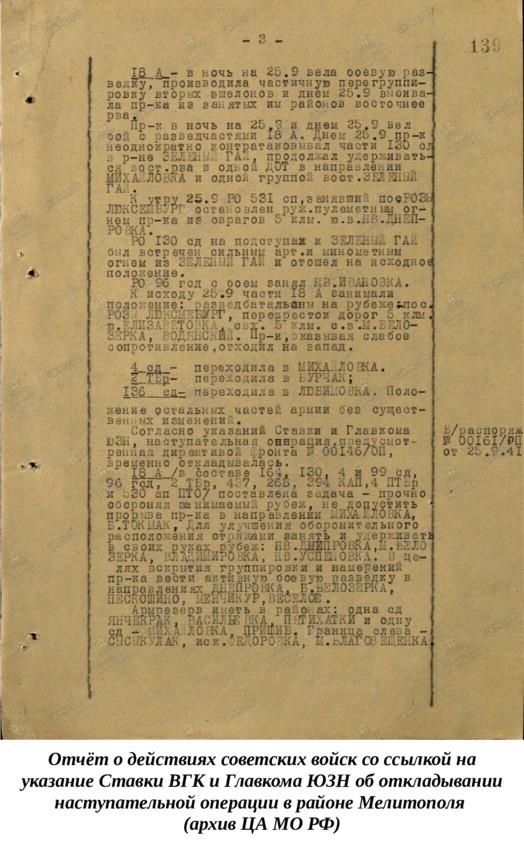 - 3 -
139
18 А - в ночь на 25.9 вела боевую раз-
ведку, производила частичную перегруппи-
ровку вторых эшелонов и днем 25.9 выбива-
ла пр-ка из занятых им районов восточнее
рва.
Пр-к в ночь на 25.9 и днем 25.9 вел
бой с разведчастями 18 А. Днем 25.9 пр-к
неоднократно контратаковывал части 130 сд
в р-не ЗЕЛЕНЫЙ ГАЙ, продолжал удерживать-
ся вост.рва в одной ДОТ в направлении
МИХАЙЛОВКА и одной группой вост.ЗЕЛЕНЫЙ
ГАЙ.
К утру 25.9 РО 531 сп,занявший пос.РОЗЫ
ЛЮКСЕМБУРГ остановлен руж.пулеметным ог-
нем пр-ка из оврагов 5 клм. ю.в.НВ.ДНЕП-
РОВКА.
РО 130 сд на подступах к ЗЕЛЕНЫЙ ГАЙ
был встречен сильным арт.и минометным
огнем из ЗЕЛЕНЫЙ ГАЙ и отошел на исходное
положение.
РО 96 гсд с боем занял НВ.ИВАНОВКА.
К исходу 25.9 части 18 А занимали
положение: разведбатальоны на рубеже пос.
РОЗЫ ЛЮКСМЕБУРГ, перекресток дорог 5 клм.
ю.ЕЛИЗАВЕТОВКА, свх. 5 клм. с.з.М.БЕЛО-
ЗЕРКА, ВОДЯНСКИЙ. Пр-к,оказывая слабое
сопротивление,отходил на запад.
4 сд - переходила в МИХАЙЛОВКА.
2 ТБр- переходила в БУРЧАК;
136 сд- переходила в ЛЮБИМОВКА. Поло-
жение остальных частей армии без сущест-
венных изменений.
Согласно указаний Ставки и Главкома
ЮЗН, наступательная операция,предусмот-
ренная директивой фронта № 00146/ОП,
временно откладывалась.
Б/распоряж
№ 00161/ОП
от 25.9.41
18 А /в составе 164, 130, 4 и 99 сд,
96 гсд, 2 ТБр, 437, 268, 394 КАП,4 ПТБр
и 530 ап ПТО/ поставлена задача - прочно
обороняя занимаемый рубеж, не допустить
прорыва пр-ка в направлении МИХАЙЛОВКА,
Б.ТОКМАК, Для улучшения оборонительного
расположения отрядами занять и удерживать
в своих руках рубеж: НВ.ДНИПРОВКА,М.БЕЛО
ЗЕРКА, ВЛАДИМИРОВКА, НВ.УСПЕНОВКА. В це-
лях вскрытия группировки и намерений
пр-ка вести активную боевую разведку в
направлениях ДНЕПРОВКА, Б.БЕЛОЗЕРКА,
ПЕСКОШИНО, МЕНЧИКУР,ВЕСЕЛОЕ.
Армрезерв иметь в районах: одна сд
ЯНЧЕКРАК, ВАСИЛЬЕВКА, ПЯТИХАТКИ и одну
сд - МИХАЙЛОВКА, ПРИШИБ. Граница слева -
СЫСЫКУЛАК, иск.ФЕДОРОВКА, М.БЛАГОВЕЩЕНКА
Отчёт о действиях советских войск со ссылкой на
указание Ставки ВГК и Главкома ЮЗН об откладывании
наступательной операции в районе Мелитополя
(архив ЦА МО РФ)